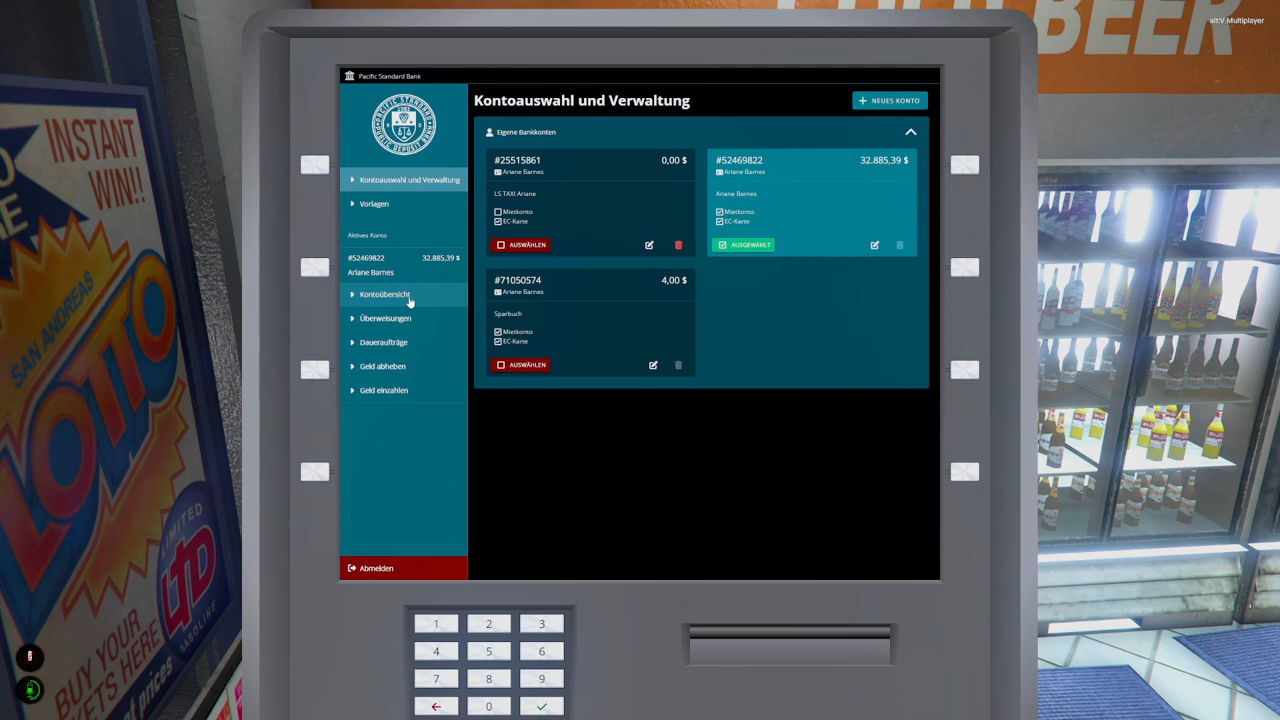 alt:V Multiplayer
COLD BEER
Pacific Standard Bank
Kontoauswahl und Verwaltung
Vorlagen
Aktives Konto
#52469822 32.885,39 $
Ariane Barnes
Kontoübersicht
Überweisungen
Daueraufträge
Geld abheben
Geld einzahlen
Abmelden
Kontoauswahl und Verwaltung
NEUES KONTO
Eigene Bankkonten
#25515861 0,00 $
Ariane Barnes
LS TAXI Ariane
Mietkonto
EC-Karte
AUSWÄHLEN
#52469822 32.885,39 $
Ariane Barnes
Ariane Barnes
Mietkonto
EC-Karte
AUSGEWÄHLT
#71050574 4,00 $
Ariane Barnes
Sparbuch
Mietkonto
EC-Karte
AUSWÄHLEN
INSTANT
WIN!!
SAN ANDREAS
LOTTO
LIMITED
LTD
GASOLINE
BUY YOUR
TICKETS HERE
1 2 3
4 5 6
7 8 9
0